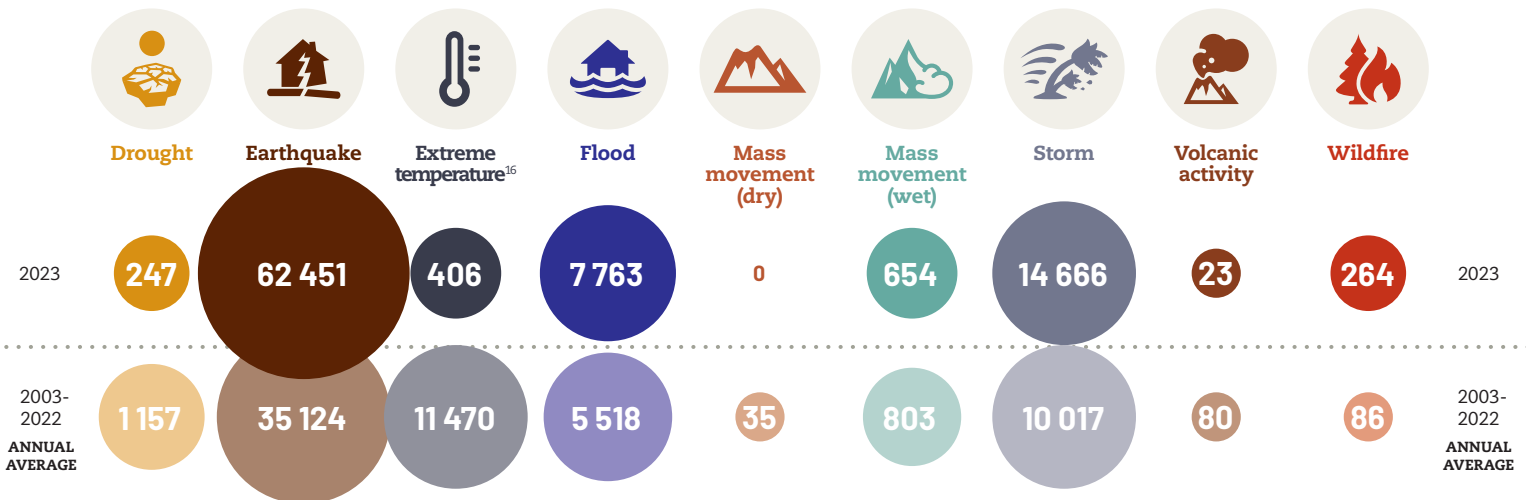 Drought
Earthquake
Extreme
temperature16
Flood
Mass
movement
(dry)
Mass
movement
(wet)
Storm
Volcanic
activity
Wildfire
2023
247
62 451
406
7 763
0
654
14 666
23
264
2023
2003-
2022
ANNUAL
AVERAGE
1 157
35 124
11 470
5 518
35
803
10 017
80
86
2003-
2022
ANNUAL
AVERAGE